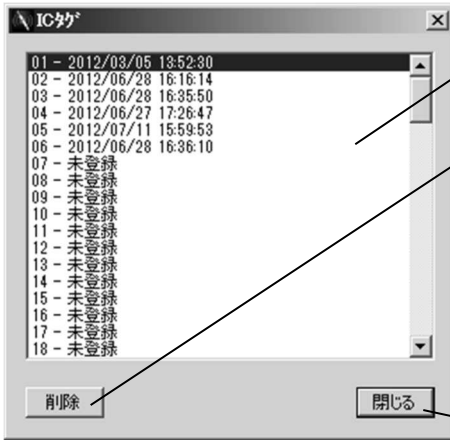 ICﾀｸﾞ
01 - 2012/03/05 13:52:30
02 - 2012/06/28 16:16:14
03 - 2012/06/28 16:35:50
04 - 2012/06/27 17:26:47
05 - 2012/07/11 15:59:53
06 - 2012/06/28 16:36:10
07 - 未登録
08 - 未登録
09 - 未登録
10 - 未登録
11 - 未登録
12 - 未登録
13 - 未登録
14 - 未登録
15 - 未登録
16 - 未登録
17 - 未登録
18 - 未登録
削除
閉じる